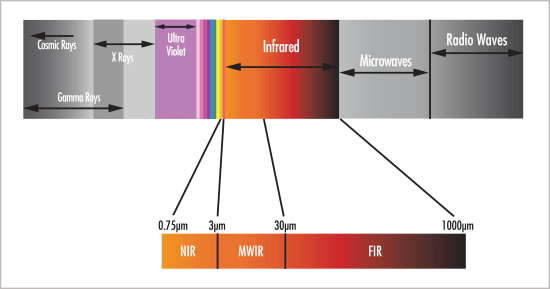 Cosmic Rays
X Rays
Gamma Rays
Ultra
Violet
Infrared
Microwaves
Radio Waves
0.75µm
3µm
30µm
1000µm
NIR
MWIR
FIR